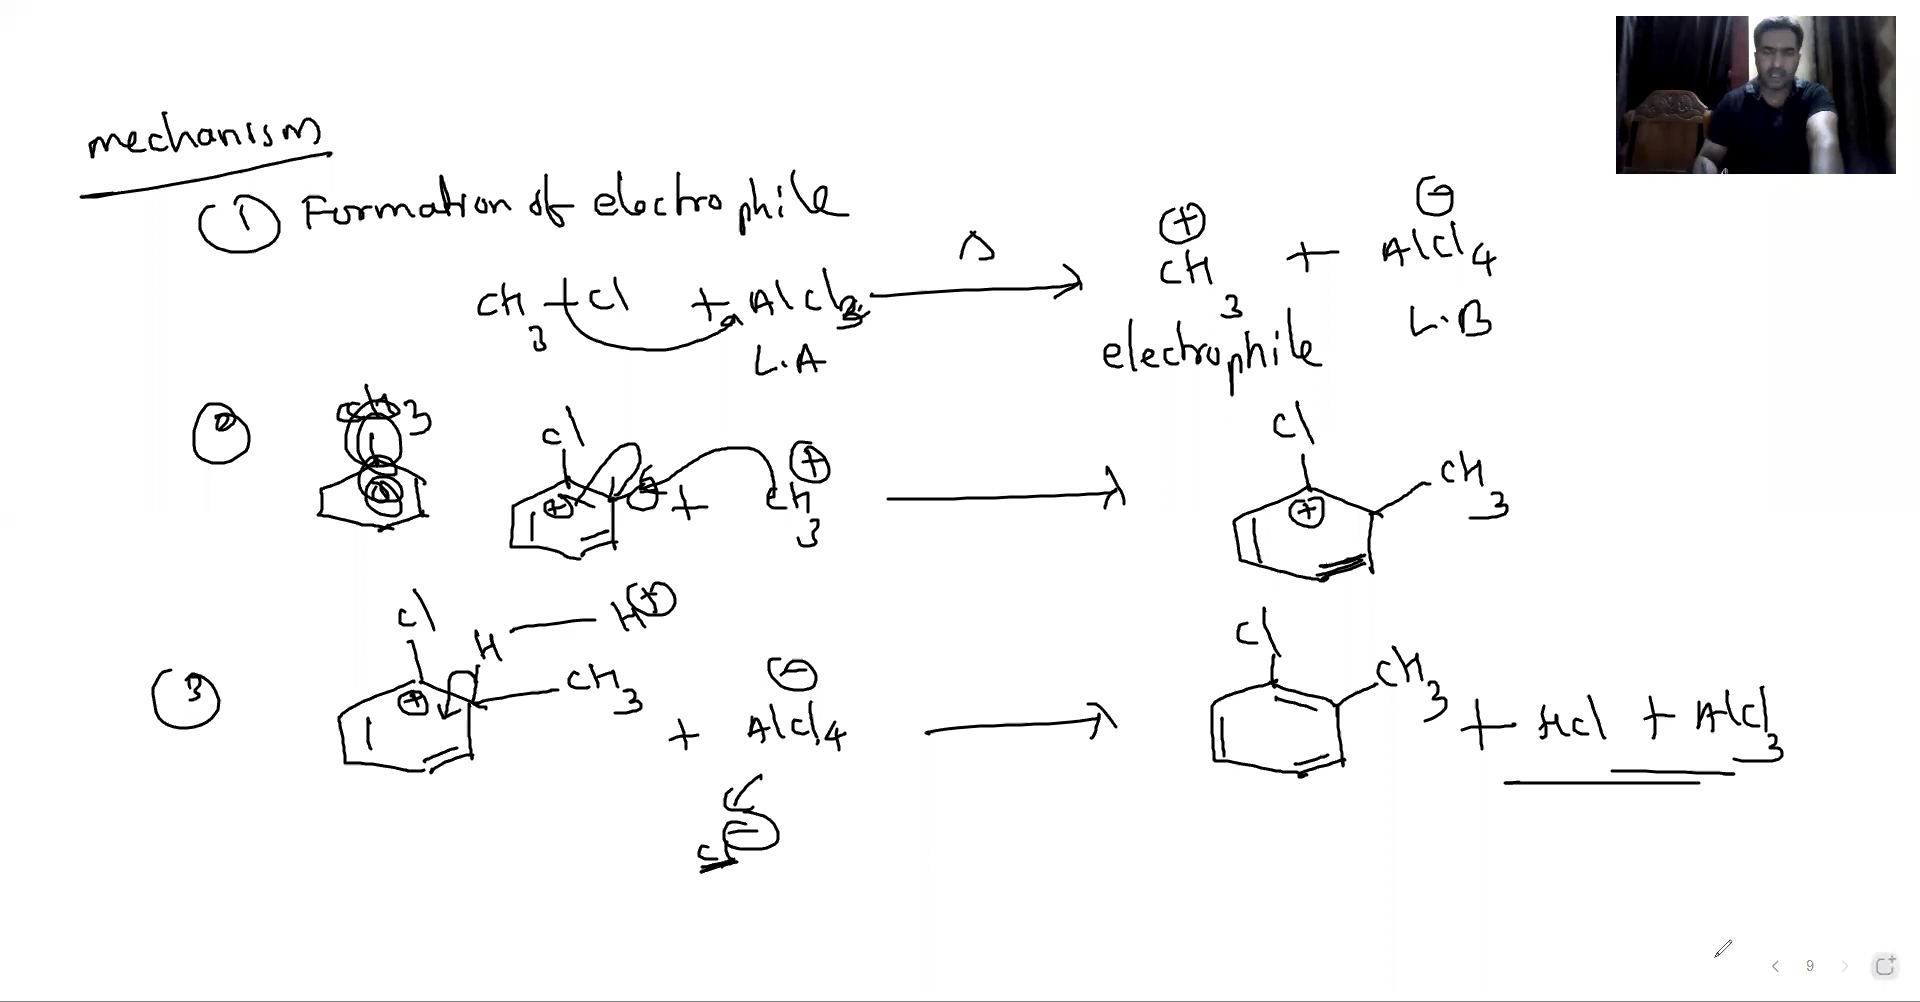 mechanism
① Formation of electrophile
CH3–Cl + AlCl3 → Δ ⊕CH3 + ⊖AlCl4
L.A electrophile L.B
② CH3 Cl ⊕ ⊖ + CH3⊕ → Cl ⊕ CH3
③ Cl ⊕ H — H⊕ CH3 + ⊖AlCl4 → Cl CH3 + HCl + AlCl3
Cl⊖
9